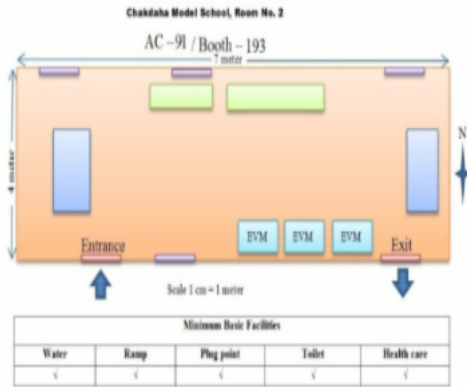 Chakdaha Model School, Room No. 2
AC -91 / Booth - 193
7 meter
4 meter
N
EVM EVM EVM
Entrance Exit
Scale 1 cm = 1 meter
Minimum Basic Facilities
Water Ramp Plug point Toilet Health care
√ √ √ √ √